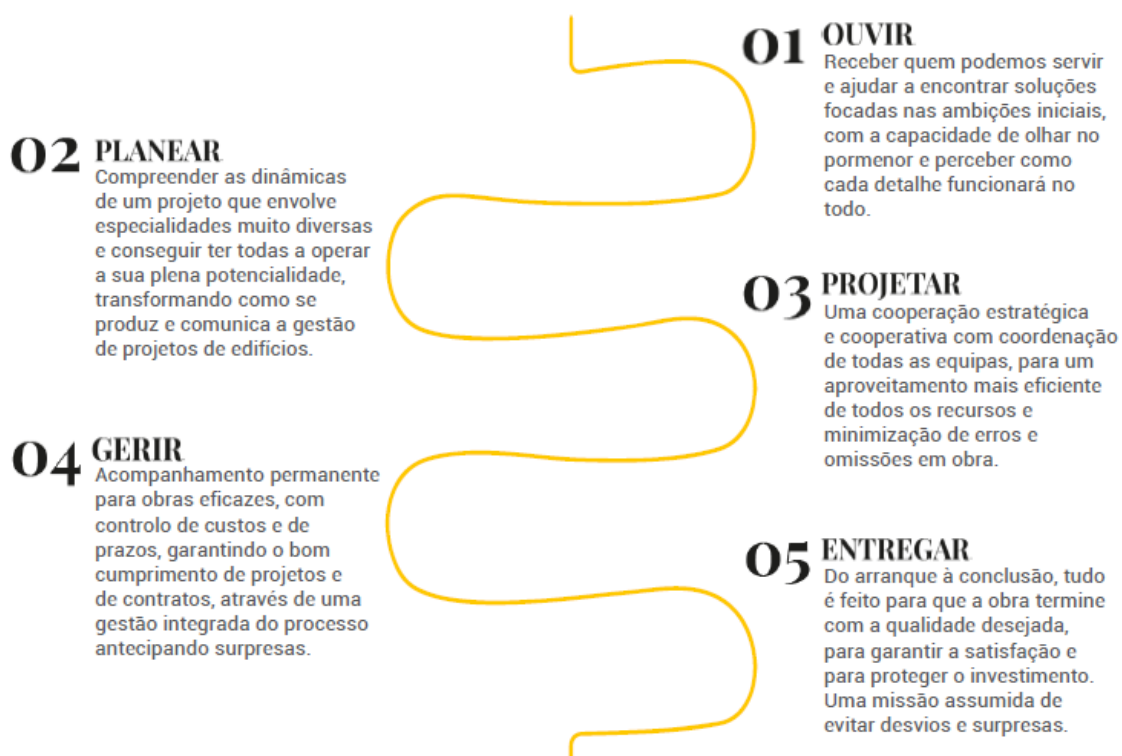 01 OUVIR
Receber quem podemos servir
e ajudar a encontrar soluções
focadas nas ambições iniciais,
com a capacidade de olhar no
pormenor e perceber como
cada detalhe funcionará no
todo.
02 PLANEAR
Compreender as dinâmicas
de um projeto que envolve
especialidades muito diversas
e conseguir ter todas a operar
a sua plena potencialidade,
transformando como se
produz e comunica a gestão
de projetos de edifícios.
03 PROJETAR
Uma cooperação estratégica
e cooperativa com coordenação
de todas as equipas, para um
aproveitamento mais eficiente
de todos os recursos e
minimização de erros e
omissões em obra.
04 GERIR
Acompanhamento permanente
para obras eficazes, com
controlo de custos e de
prazos, garantindo o bom
cumprimento de projetos e
de contratos, através de uma
gestão integrada do processo
antecipando surpresas.
05 ENTREGAR
Do arranque à conclusão, tudo
é feito para que a obra termine
com a qualidade desejada,
para garantir a satisfação e
para proteger o investimento.
Uma missão assumida de
evitar desvios e surpresas.